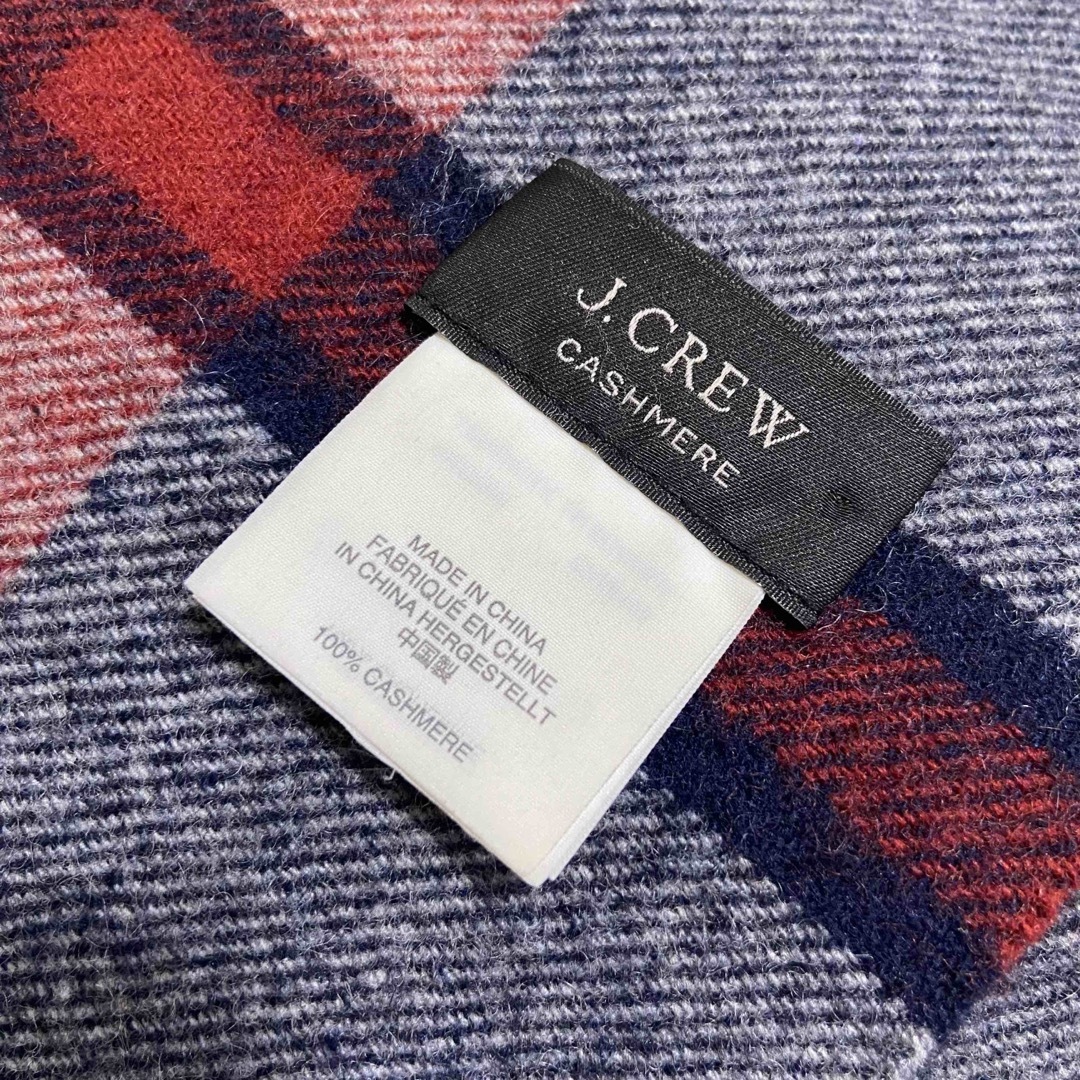 J.CREW
CASHMERE
MADE IN CHINA
FABRIQUÉ EN CHINE
IN CHINA HERGESTELLT
中国製
100% CASHMERE